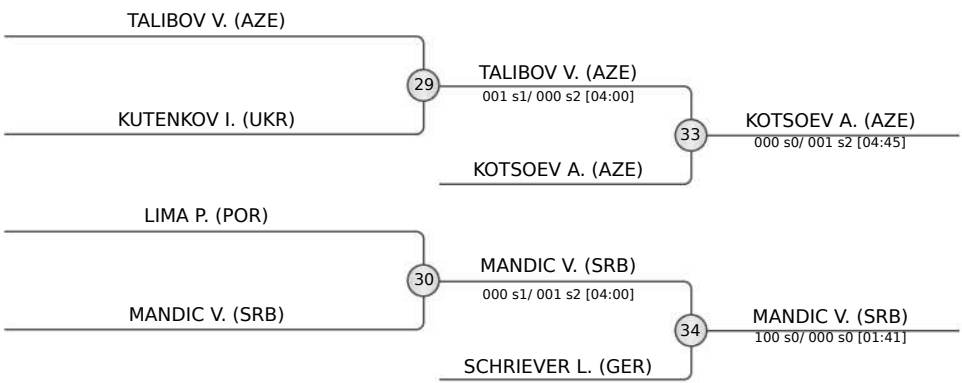 TALIBOV V. (AZE)
29
TALIBOV V. (AZE)
001 s1/ 000 s2 [04:00]
KUTENKOV I. (UKR)
33
KOTSOEV A. (AZE)
000 s0/ 001 s2 [04:45]
KOTSOEV A. (AZE)
LIMA P. (POR)
30
MANDIC V. (SRB)
000 s1/ 001 s2 [04:00]
MANDIC V. (SRB)
34
MANDIC V. (SRB)
100 s0/ 000 s0 [01:41]
SCHRIEVER L. (GER)